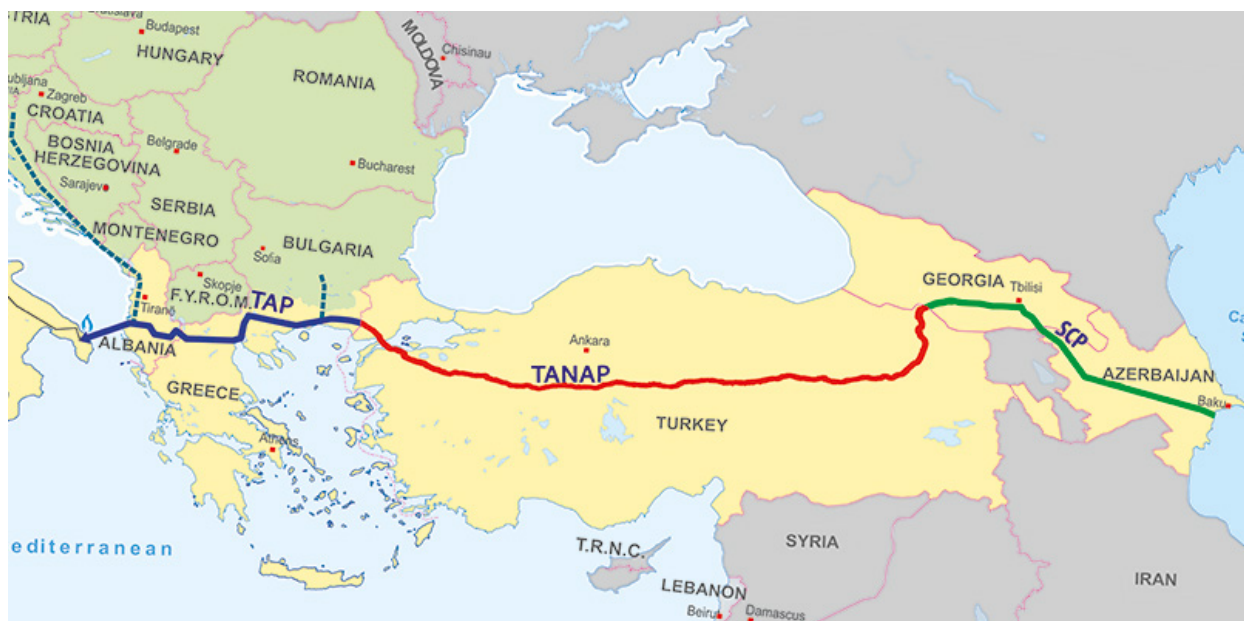 Budapest
HUNGARY
MOLDOVA
Chisinau
ROMANIA
Zagreb
CROATIA
BOSNIA
HERZEGOVINA
Belgrade
Bucharest
Sarajevo
SERBIA
MONTENEGRO
BULGARIA
Sofia
Skopje
F.Y.R.O.M.
TAP
Tiranë
ALBANIA
GREECE
Athens
Ankara
TANAP
TURKEY
GEORGIA
Tbilisi
SCP
AZERBAIJAN
Baku
editerranean
T.R.N.C.
SYRIA
LEBANON
IRAN
Beirut
Damascus